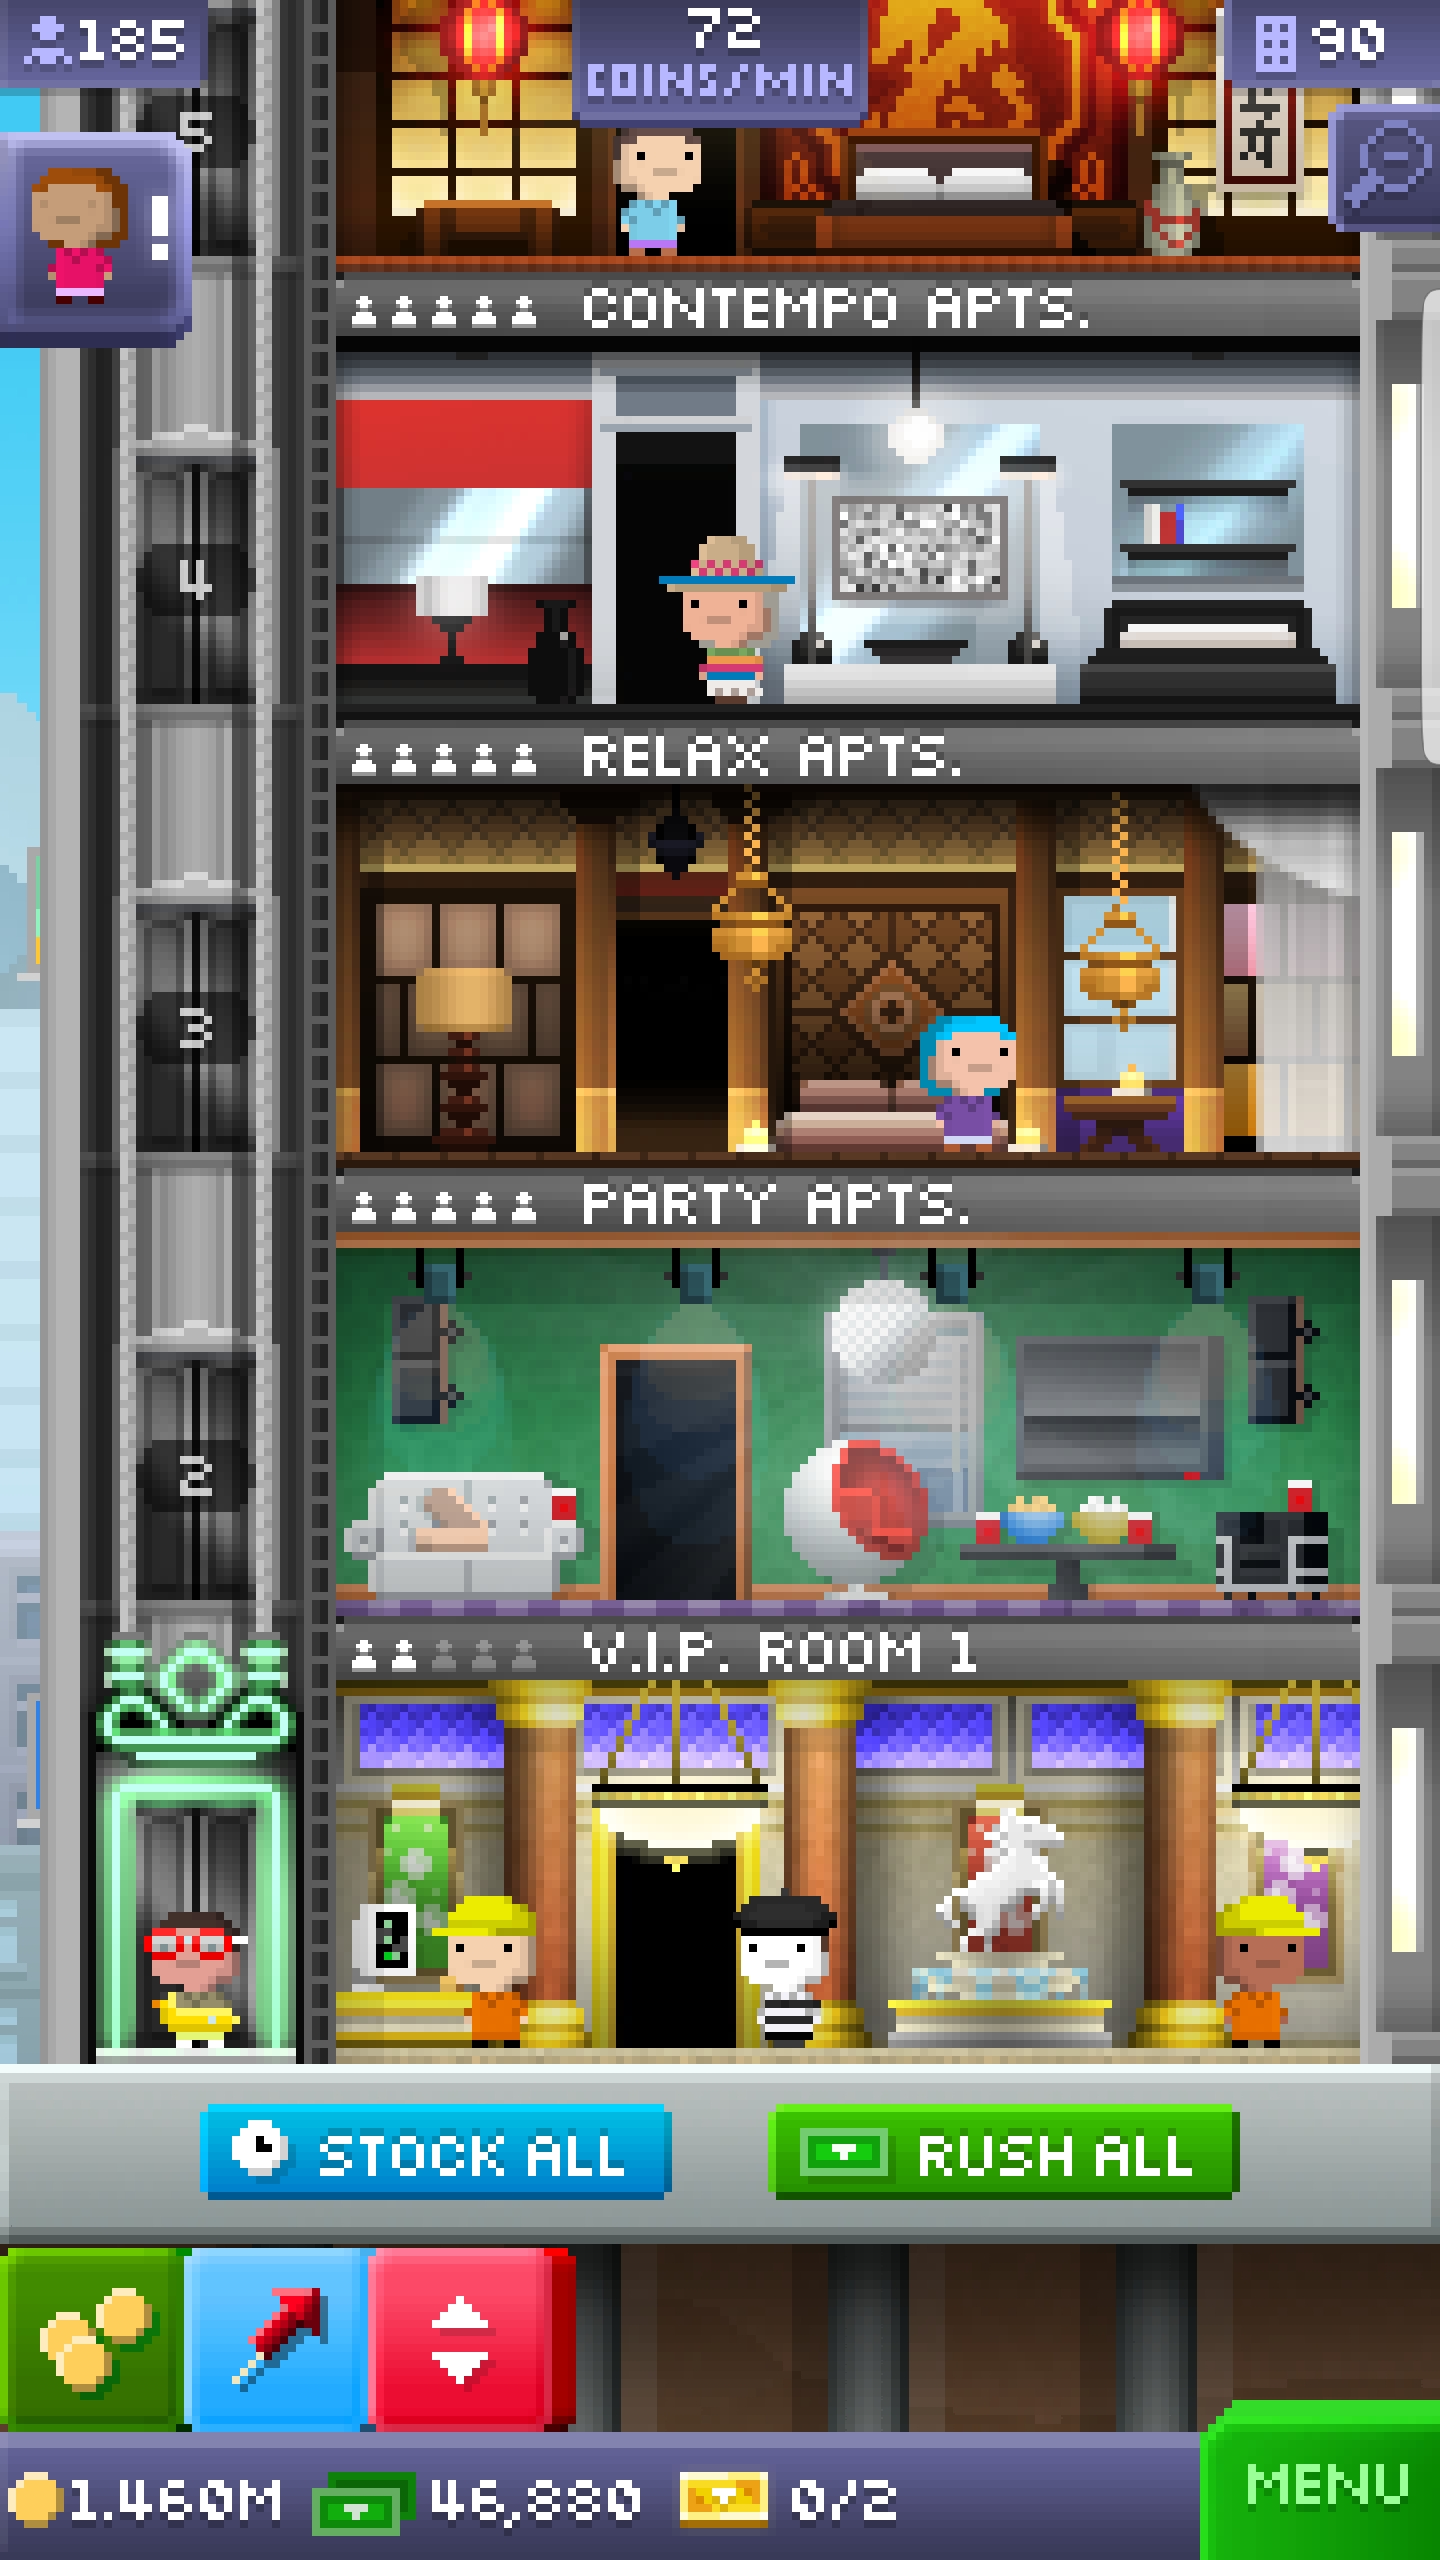 185
72
COINS/MIN
90
5
!
CONTEMPO APTS.
4
RELAX APTS.
3
PARTY APTS.
2
V.I.P. ROOM 1
STOCK ALL
RUSH ALL
1.460M
46,880
0/2
MENU